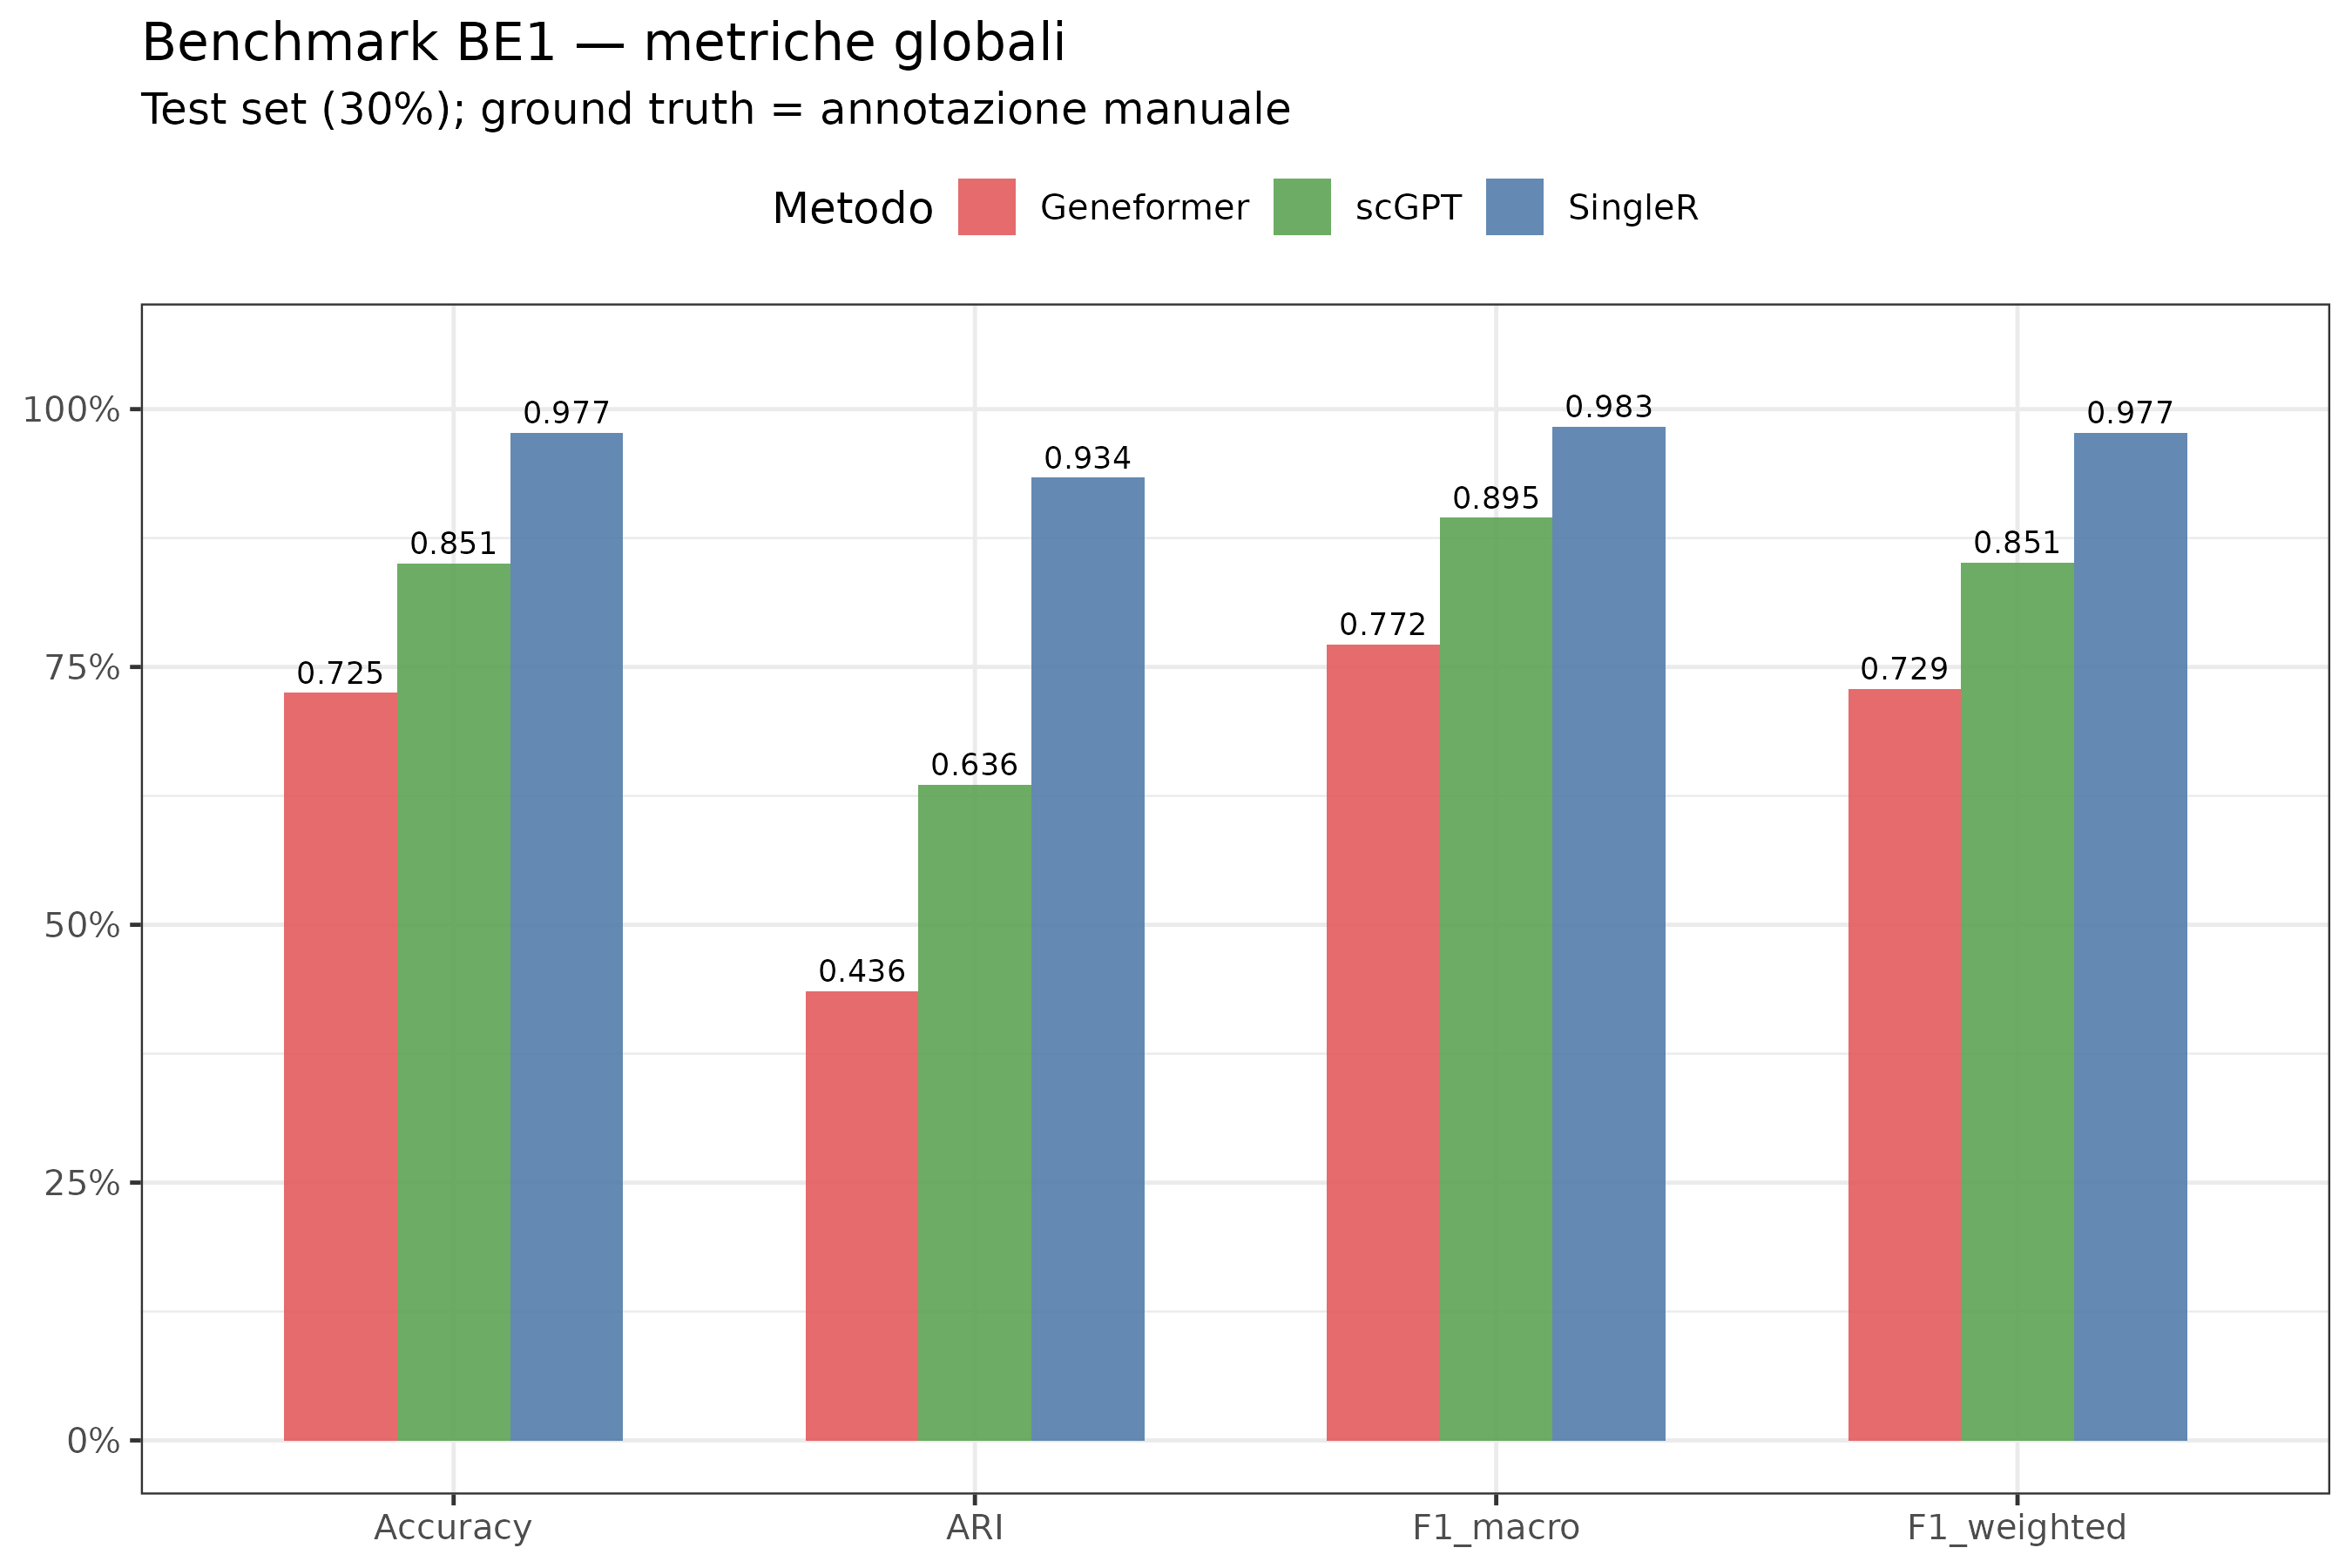 Benchmark BE1 — metriche globali
Test set (30%); ground truth = annotazione manuale
Metodo Geneformer scGPT SingleR
100%
75%
50%
25%
0%
0.725 0.851 0.977
0.436 0.636 0.934
0.772 0.895 0.983
0.729 0.851 0.977
Accuracy ARI F1_macro F1_weighted